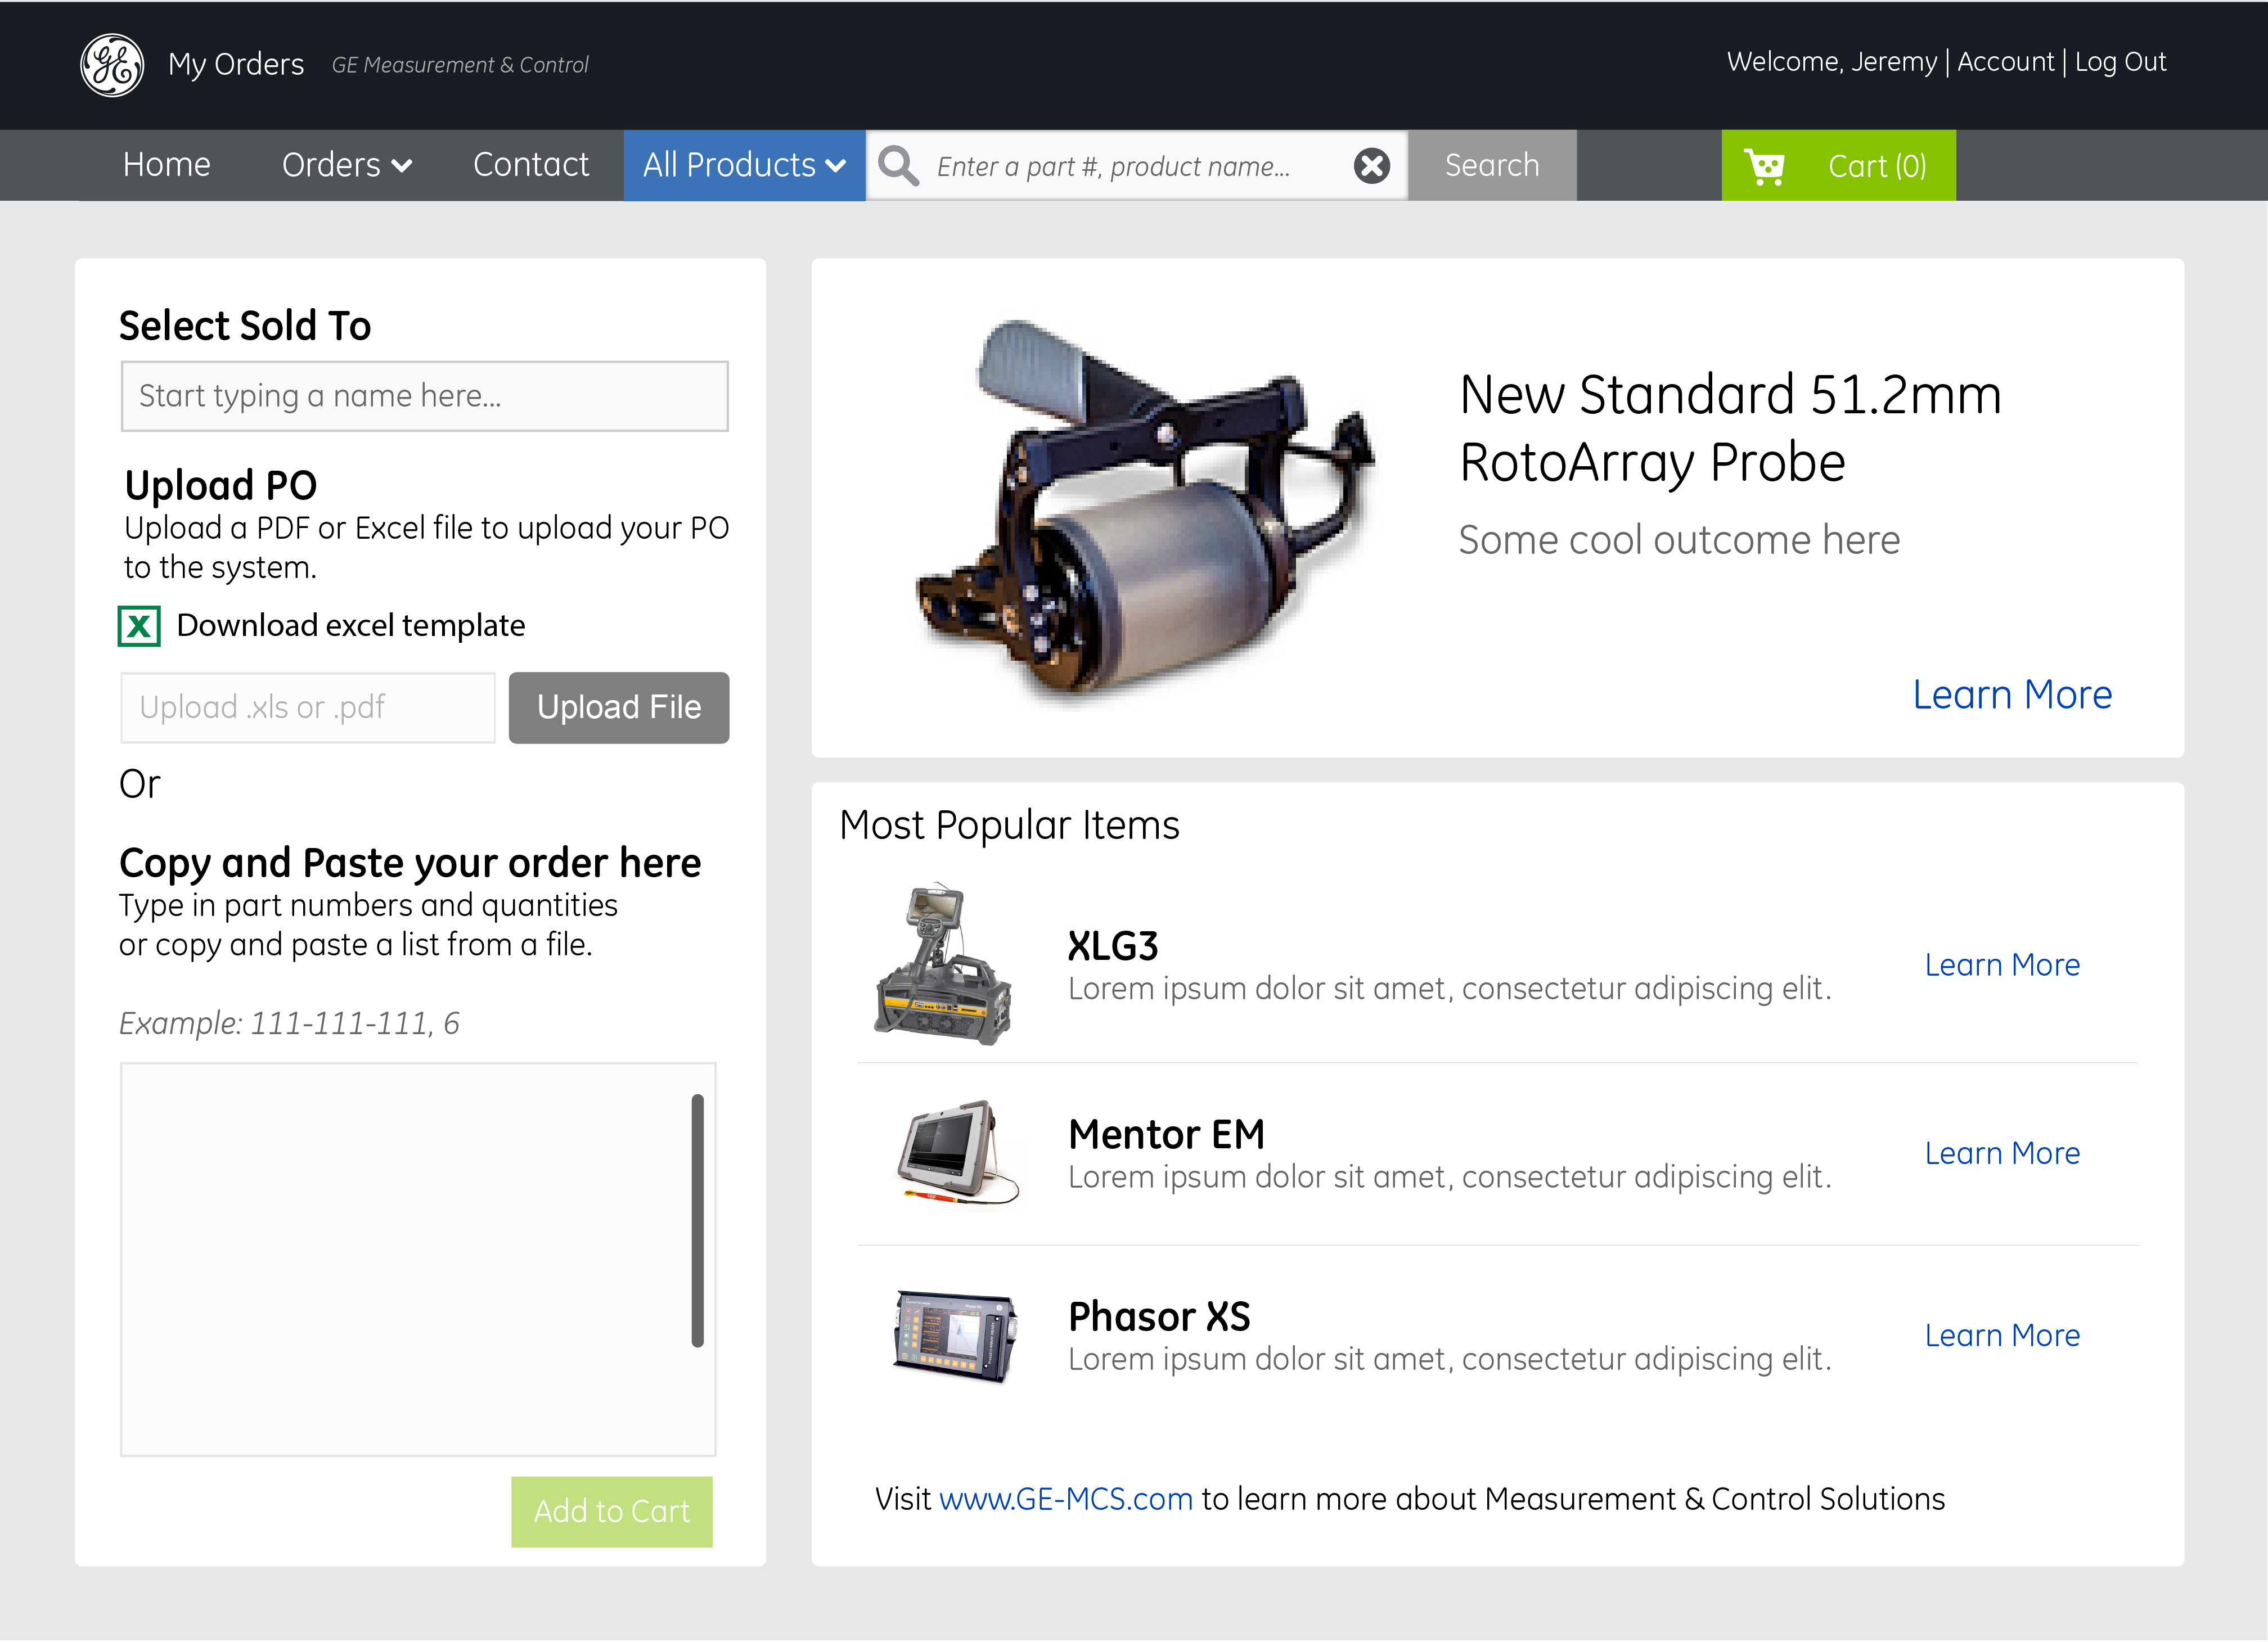 GE My Orders GE Measurement & Control
Welcome, Jeremy | Account | Log Out
Home Orders Contact All Products Enter a part #, product name... Search Cart (0)
Select Sold To
Start typing a name here...
Upload PO
Upload a PDF or Excel file to upload your PO
to the system.
X Download excel template
Upload .xls or .pdf Upload File
Or
Copy and Paste your order here
Type in part numbers and quantities
or copy and paste a list from a file.
Example: 111-111-111, 6
Add to Cart
New Standard 51.2mm
RotoArray Probe
Some cool outcome here
Learn More
Most Popular Items
XLG3
Lorem ipsum dolor sit amet, consectetur adipiscing elit.
Learn More
Mentor EM
Lorem ipsum dolor sit amet, consectetur adipiscing elit.
Learn More
Phasor XS
Lorem ipsum dolor sit amet, consectetur adipiscing elit.
Learn More
Visit www.GE-MCS.com to learn more about Measurement & Control Solutions